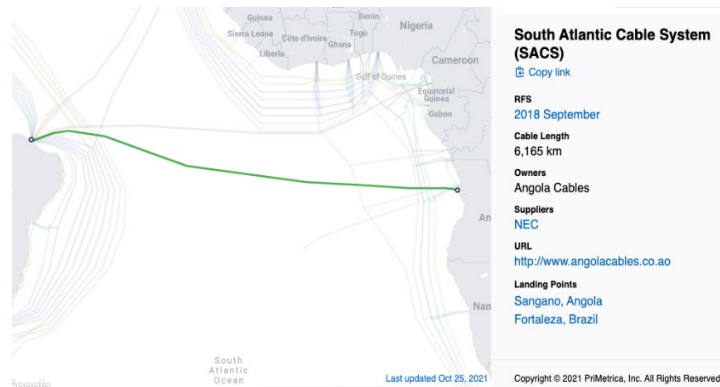 Guinea
Benin
Nigeria
Sierra Leone
Côte d'Ivoire
Togo
Ghana
Liberia
Cameroon
Gulf of Guinea
Equatorial
Guinea
Gabon
An
Nam
South
Atlantic
Ocean
Last updated Oct 25, 2021
South Atlantic Cable System
(SACS)
Copy link
RFS
2018 September
Cable Length
6,165 km
Owners
Angola Cables
Suppliers
NEC
URL
http://www.angolacables.co.ao
Landing Points
Sangano, Angola
Fortaleza, Brazil
Copyright © 2021 PriMetrica, Inc. All Rights Reserved